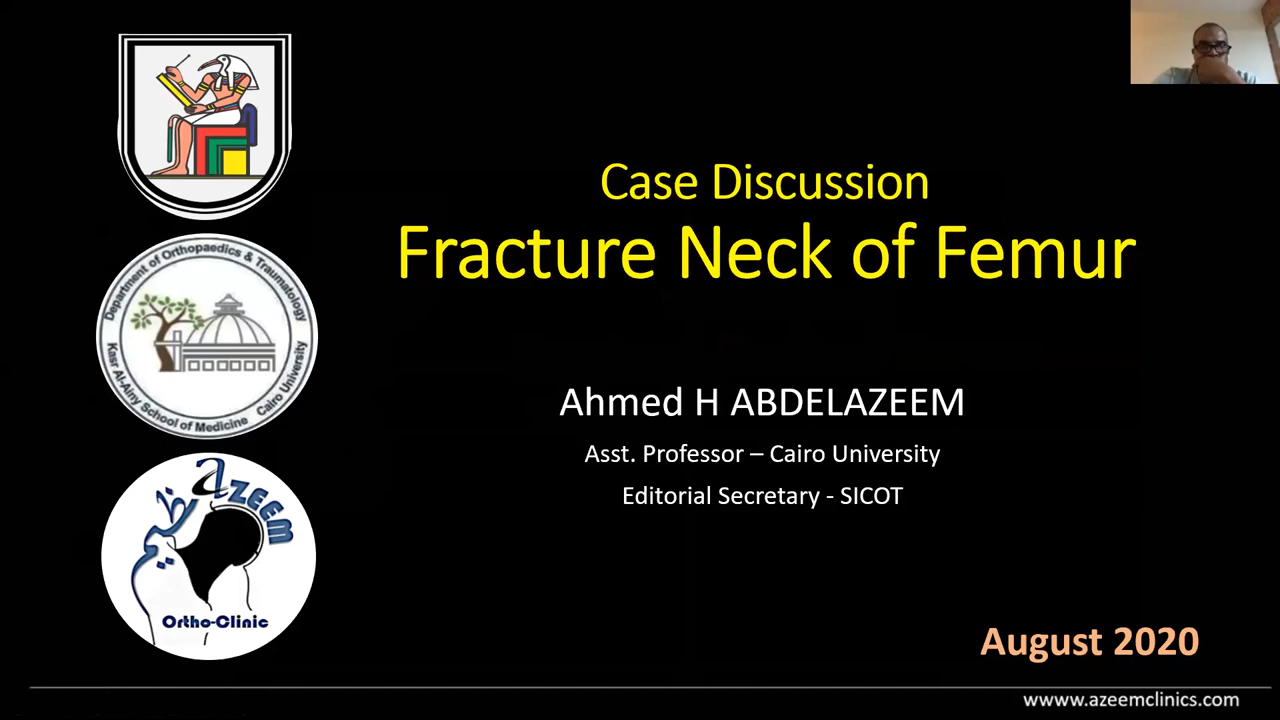 Case Discussion
Fracture Neck of Femur
Ahmed H ABDELAZEEM
Asst. Professor – Cairo University
Editorial Secretary - SICOT
August 2020
www.azeemclinics.com
Department of Orthopaedics & Traumatology
Kasr Al-Ainy School of Medicine Cairo University
aZEEM
عظيم
Ortho-Clinic